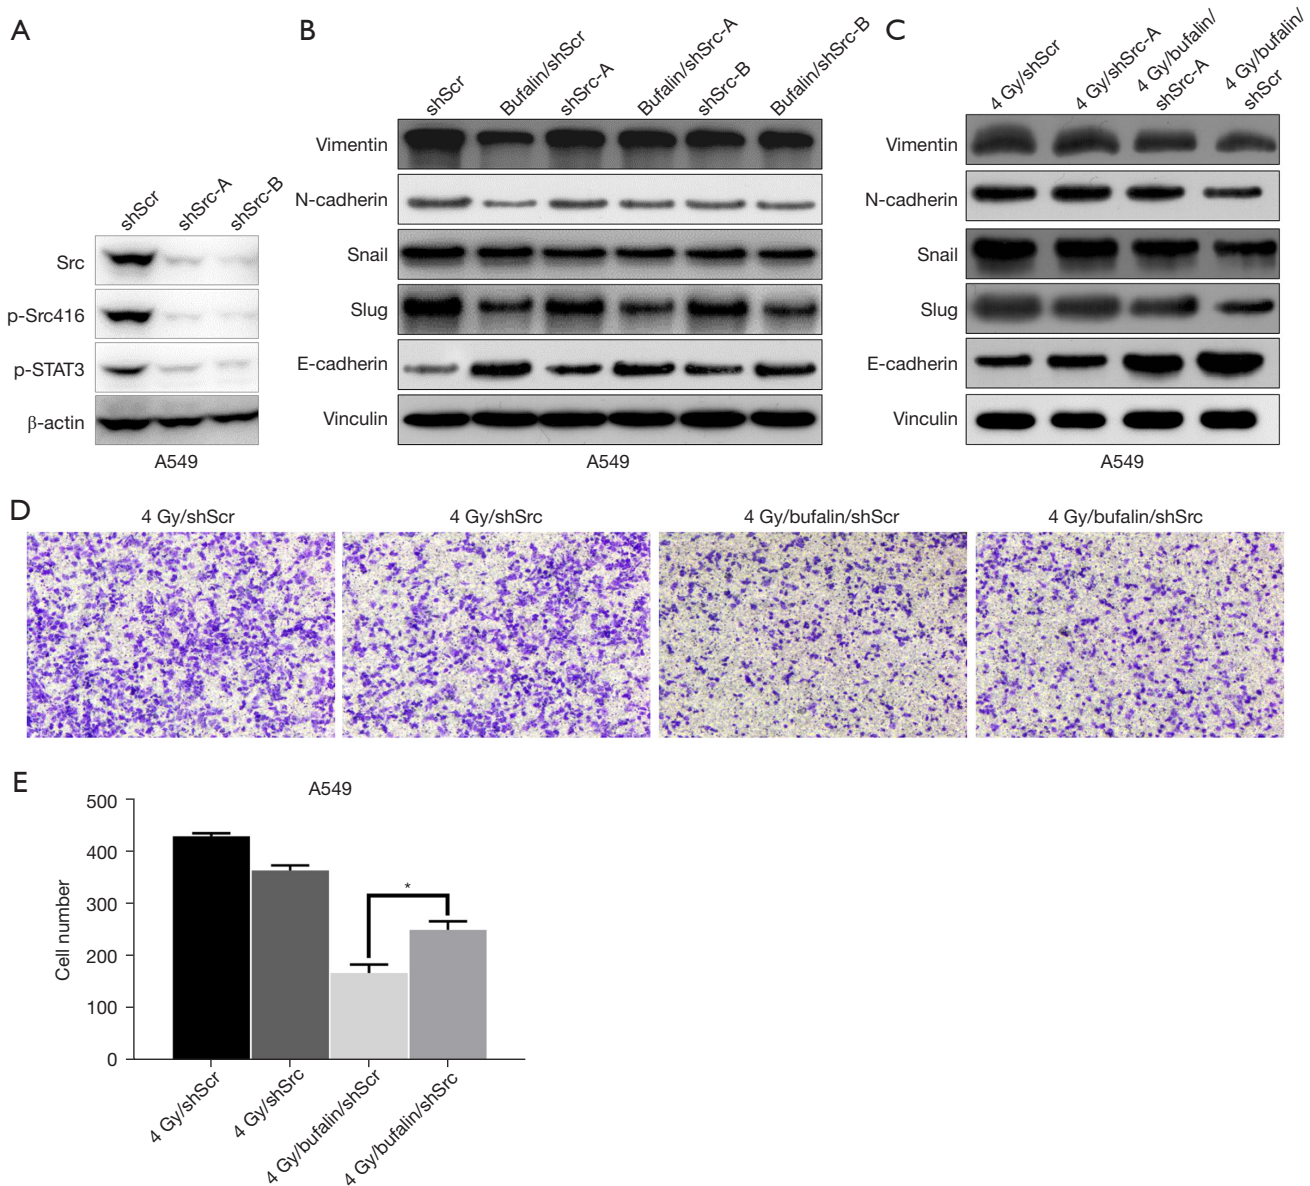 A
shScr
shSrc-A
shSrc-B
Src
p-Src416
p-STAT3
β-actin
A549
B
shScr
Bufalin/shScr
shSrc-A
Bufalin/shSrc-A
shSrc-B
Bufalin/shSrc-B
Vimentin
N-cadherin
Snail
Slug
E-cadherin
Vinculin
A549
C
4 Gy/shScr
4 Gy/shSrc-A
4 Gy/bufalin/
shSrc-A
4 Gy/bufalin/
shScr
Vimentin
N-cadherin
Snail
Slug
E-cadherin
Vinculin
A549
D
4 Gy/shScr
4 Gy/shSrc
4 Gy/bufalin/shScr
4 Gy/bufalin/shSrc
E
A549
Cell number
500
400
300
200
100
0
*
4 Gy/shScr
4 Gy/shSrc
4 Gy/bufalin/shScr
4 Gy/bufalin/shSrc